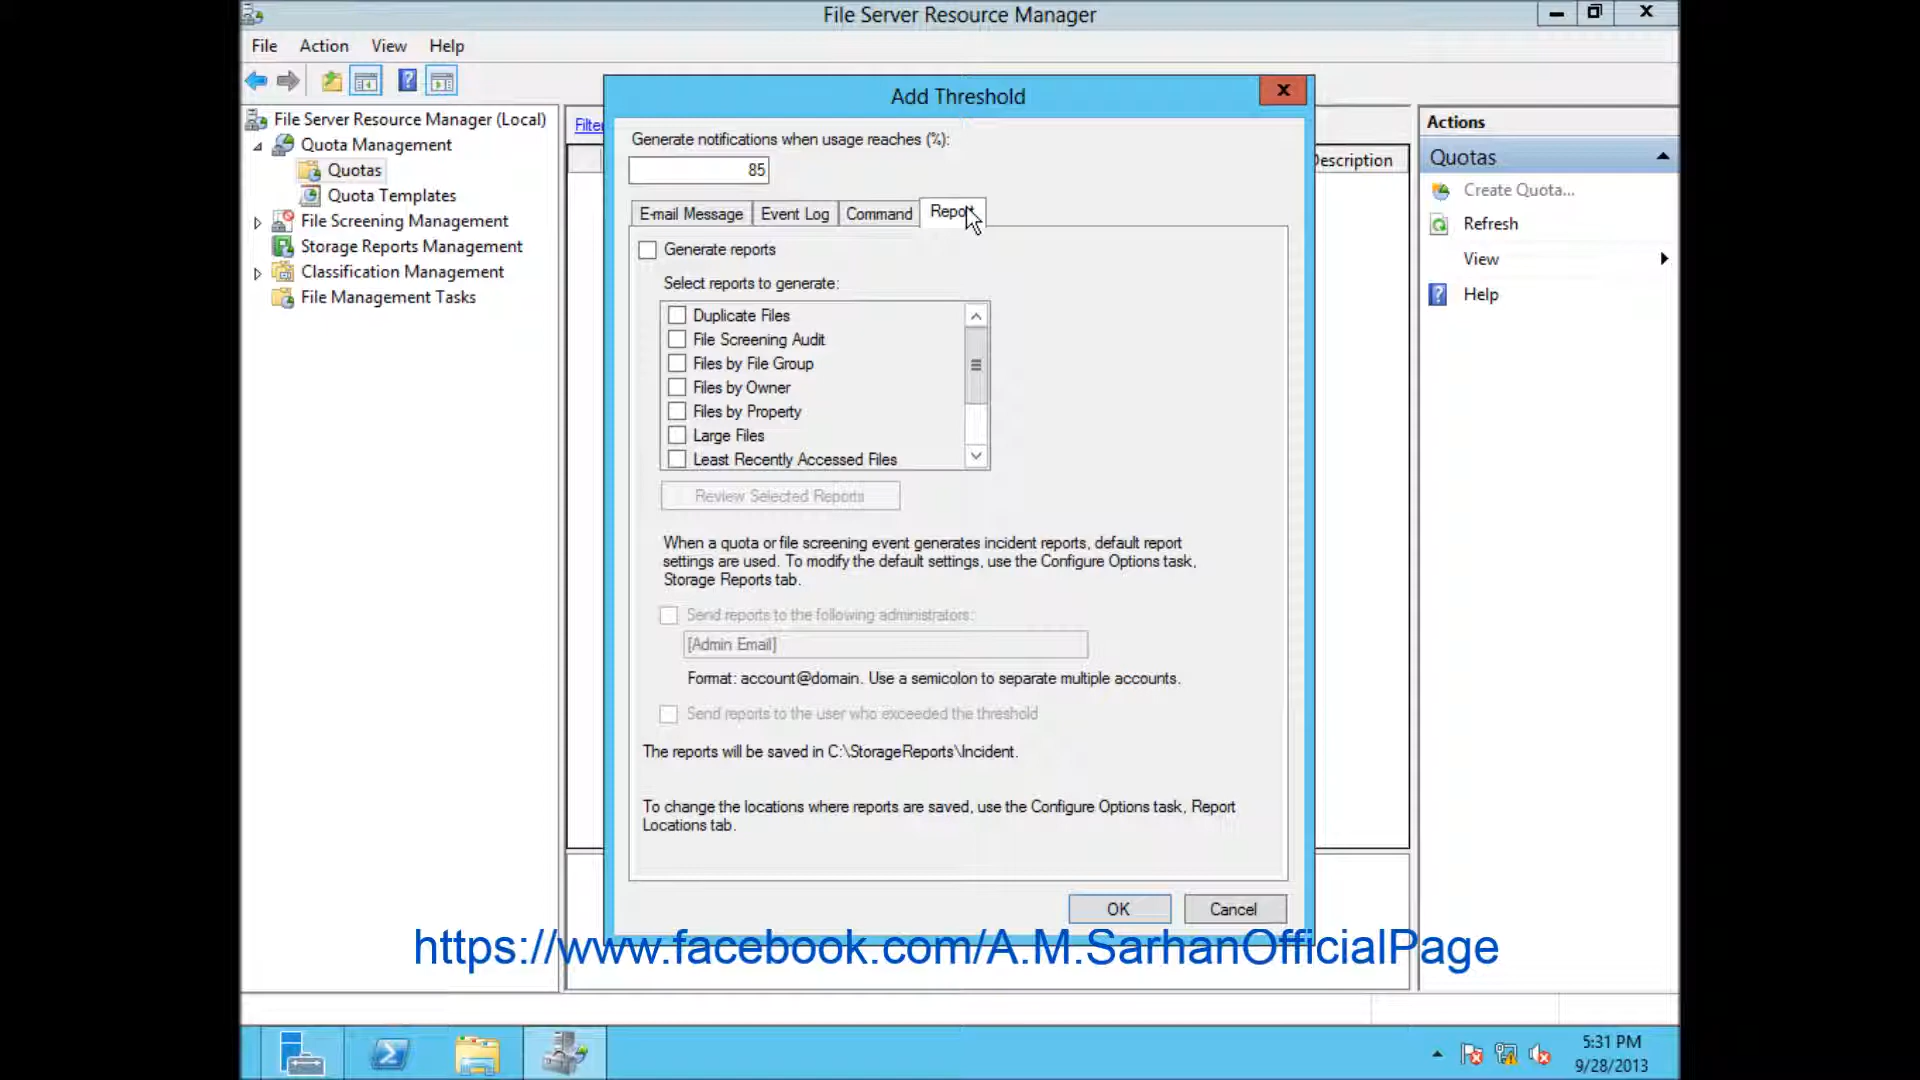 File Server Resource Manager
File Action View Help
File Server Resource Manager (Local)
Quota Management
Quotas
Quota Templates
File Screening Management
Storage Reports Management
Classification Management
File Management Tasks
Filter
Description
Add Threshold
Generate notifications when usage reaches (%):
85
E-mail Message Event Log Command Report
Generate reports
Select reports to generate:
Duplicate Files
File Screening Audit
Files by File Group
Files by Owner
Files by Property
Large Files
Least Recently Accessed Files
Review Selected Reports
When a quota or file screening event generates incident reports, default report
settings are used. To modify the default settings, use the Configure Options task,
Storage Reports tab.
Send reports to the following administrators:
[Admin Email]
Format: account@domain. Use a semicolon to separate multiple accounts.
Send reports to the user who exceeded the threshold
The reports will be saved in C:\StorageReports\Incident.
To change the locations where reports are saved, use the Configure Options task, Report
Locations tab.
OK Cancel
Actions
Quotas
Create Quota...
Refresh
View
Help
https://www.facebook.com/A.M.SarhanOfficialPage
5:31 PM
9/28/2013